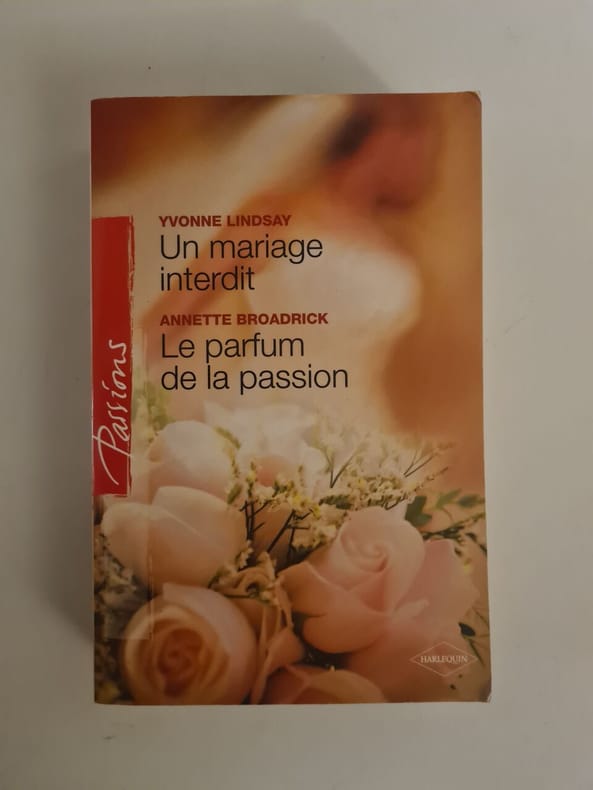 YVONNE LINDSAY
Un mariage
interdit
ANNETTE BROADRICK
Le parfum
de la passion
Passions
HARLEQUIN